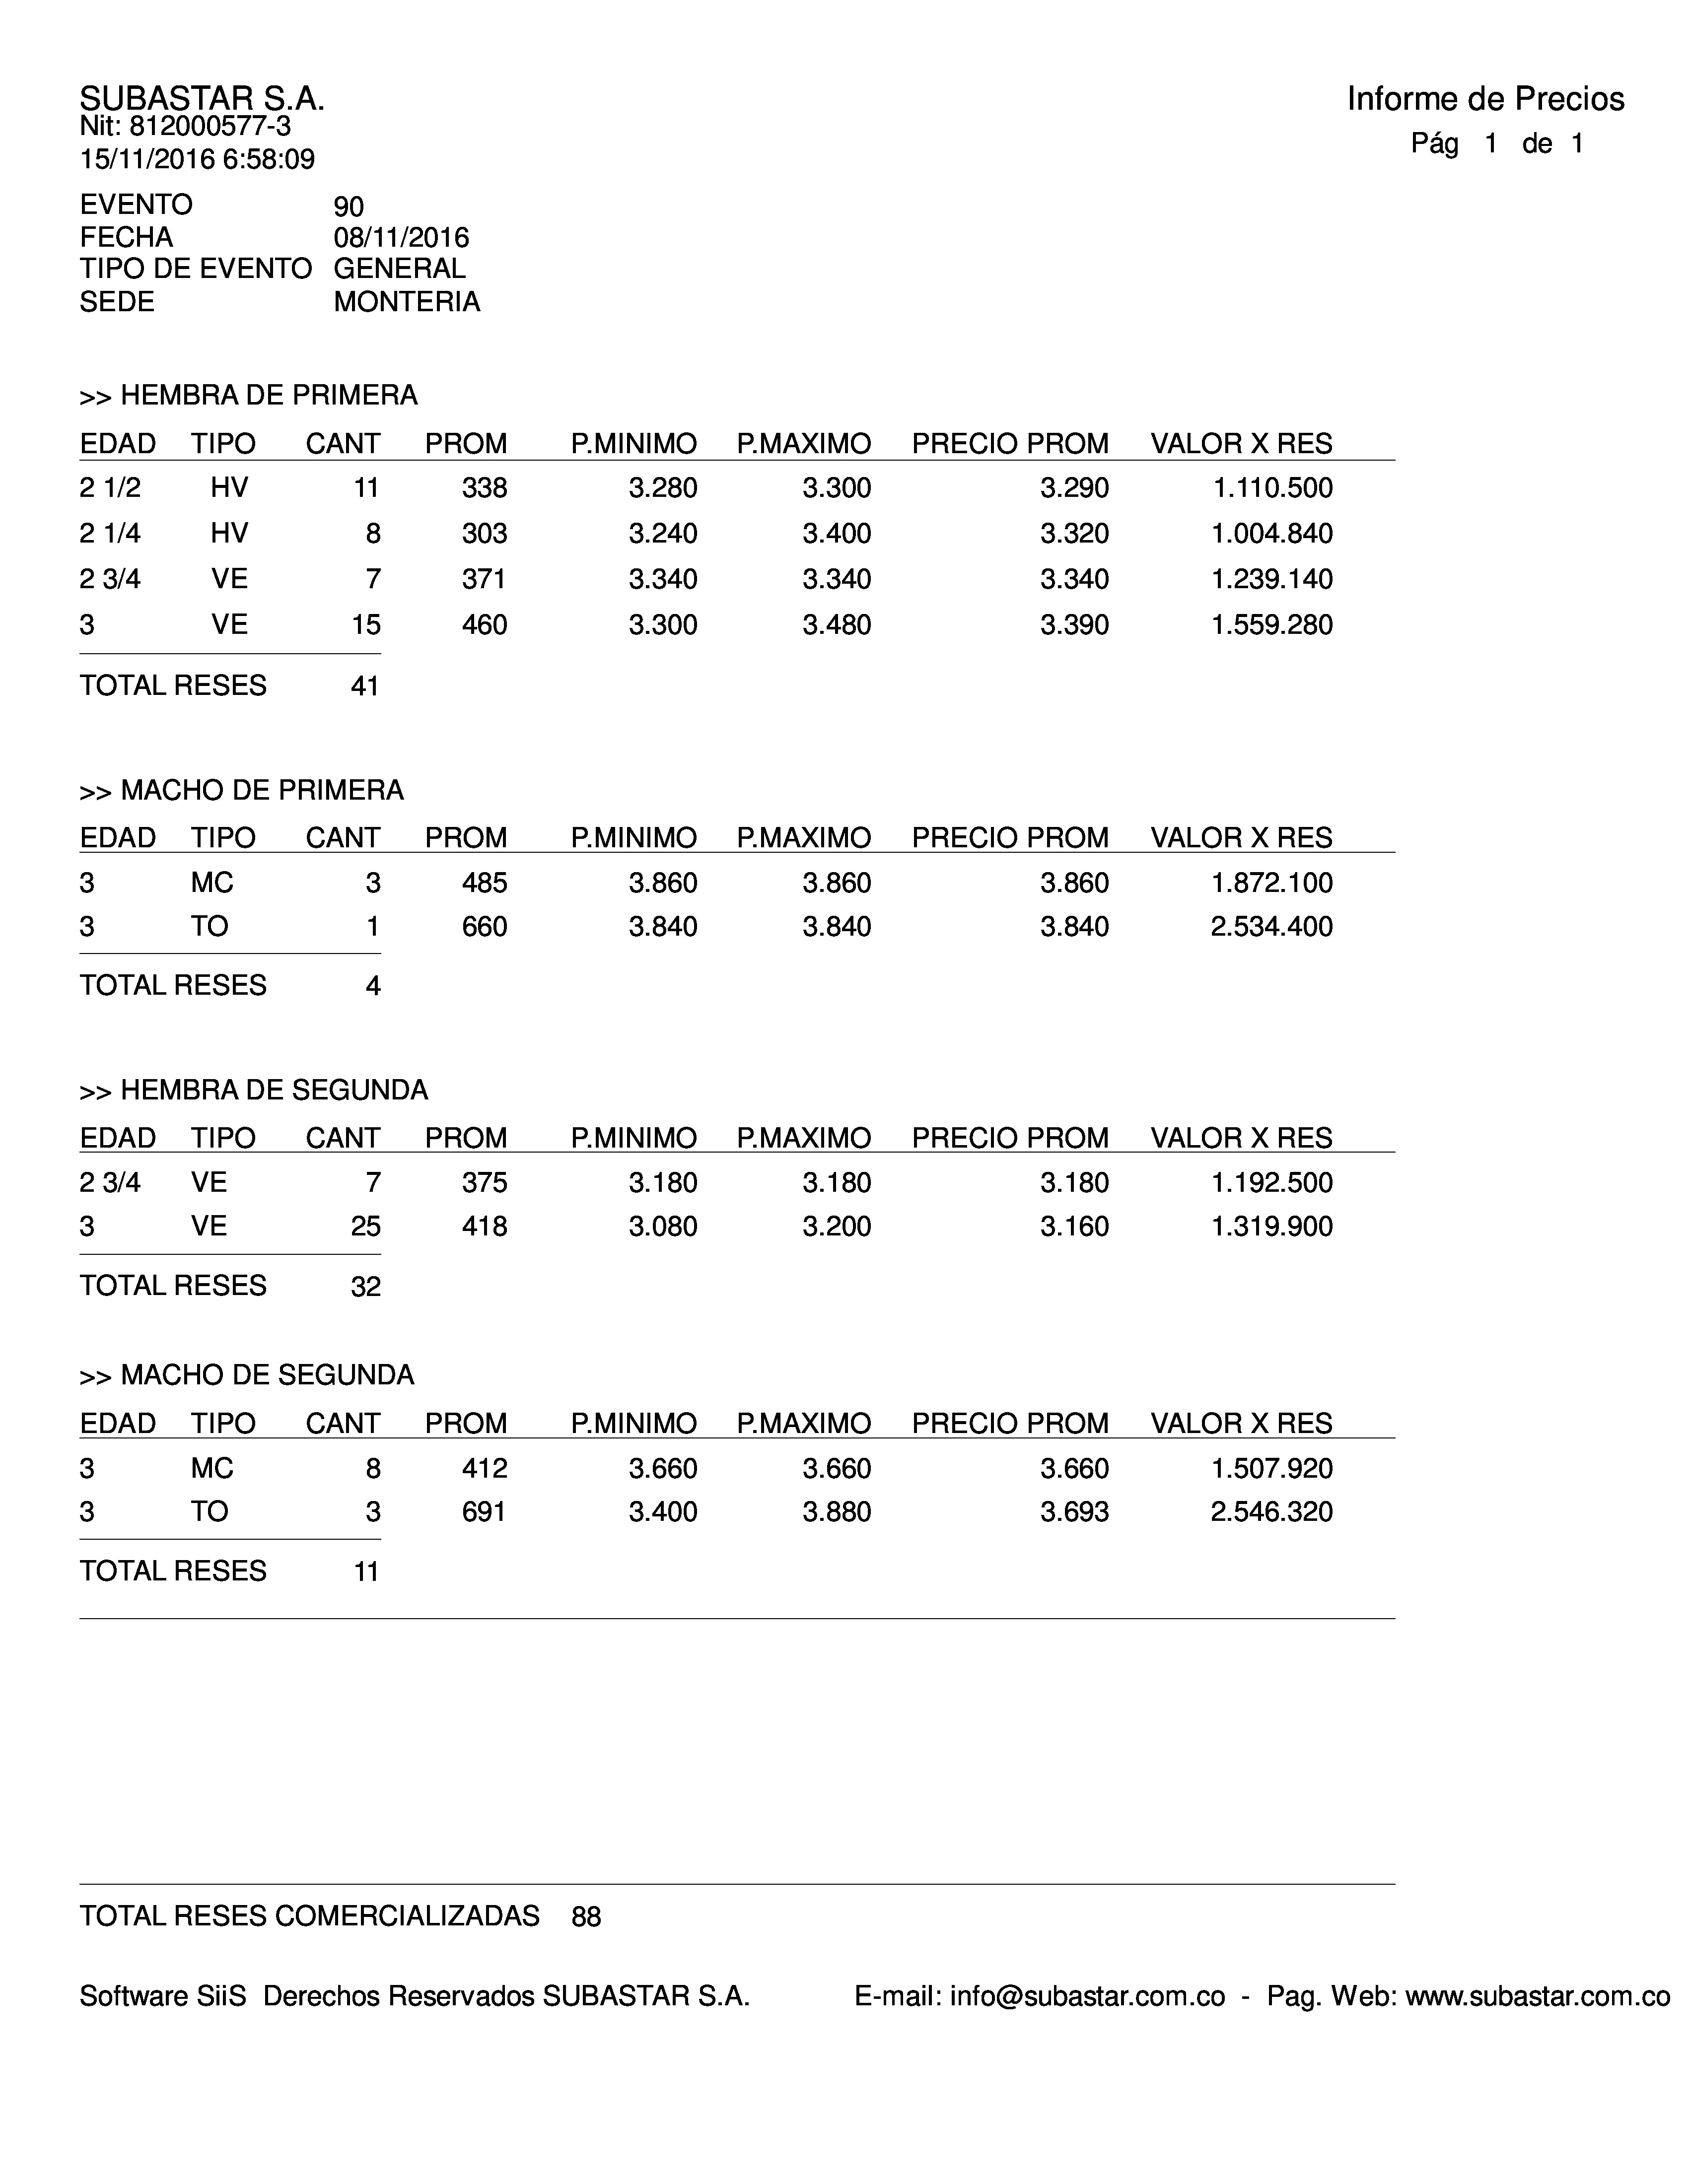 SUBASTAR S.A.
Informe de Precios
Nit: 812000577-3
Pág 1 de 1
15/11/2016 6:58:09
EVENTO 90
FECHA 08/11/2016
TIPO DE EVENTO GENERAL
SEDE MONTERIA
>> HEMBRA DE PRIMERA
EDAD TIPO CANT PROM P.MINIMO P.MAXIMO PRECIO PROM VALOR X RES
2 1/2 HV 11 338 3.280 3.300 3.290 1.110.500
2 1/4 HV 8 303 3.240 3.400 3.320 1.004.840
2 3/4 VE 7 371 3.340 3.340 3.340 1.239.140
3 VE 15 460 3.300 3.480 3.390 1.559.280
TOTAL RESES 41
>> MACHO DE PRIMERA
EDAD TIPO CANT PROM P.MINIMO P.MAXIMO PRECIO PROM VALOR X RES
3 MC 3 485 3.860 3.860 3.860 1.872.100
3 TO 1 660 3.840 3.840 3.840 2.534.400
TOTAL RESES 4
>> HEMBRA DE SEGUNDA
EDAD TIPO CANT PROM P.MINIMO P.MAXIMO PRECIO PROM VALOR X RES
2 3/4 VE 7 375 3.180 3.180 3.180 1.192.500
3 VE 25 418 3.080 3.200 3.160 1.319.900
TOTAL RESES 32
>> MACHO DE SEGUNDA
EDAD TIPO CANT PROM P.MINIMO P.MAXIMO PRECIO PROM VALOR X RES
3 MC 8 412 3.660 3.660 3.660 1.507.920
3 TO 3 691 3.400 3.880 3.693 2.546.320
TOTAL RESES 11
TOTAL RESES COMERCIALIZADAS 88
Software SiiS Derechos Reservados SUBASTAR S.A. E-mail: info@subastar.com.co - Pag. Web: www.subastar.com.co